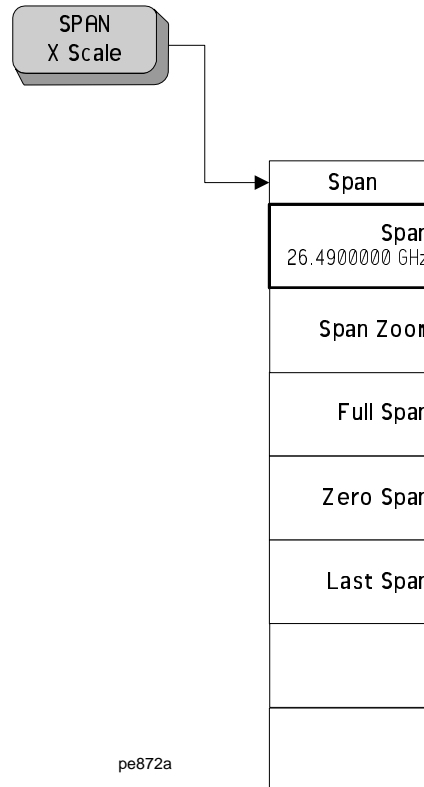 SPAN
X Scale
Span
Span
26.4900000 GHz
Span Zoom
Full Span
Zero Span
Last Span
pe872a